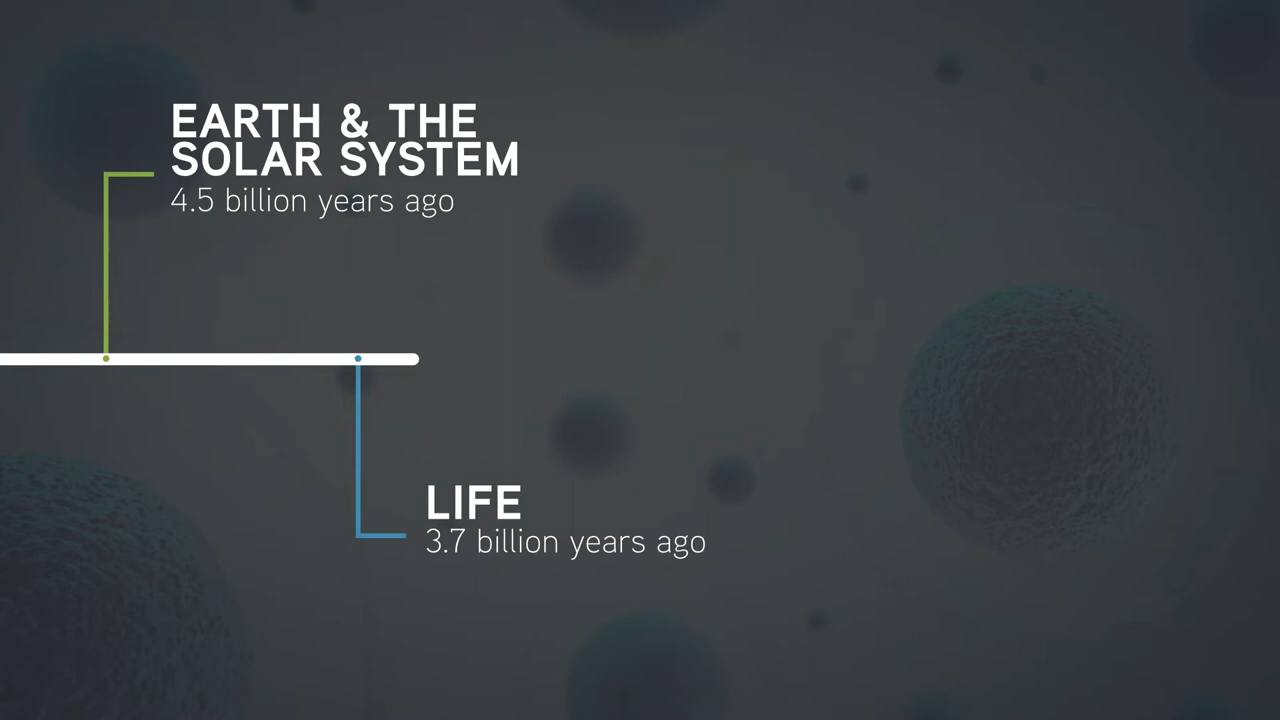 EARTH & THE
SOLAR SYSTEM
4.5 billion years ago
LIFE
3.7 billion years ago